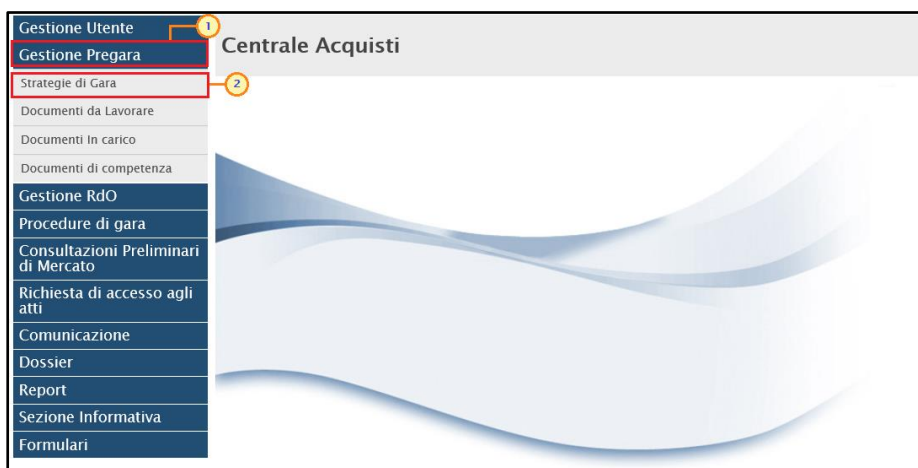 Gestione Utente
1
Gestione Pregara
Centrale Acquisti
Strategie di Gara
2
Documenti da Lavorare
Documenti In carico
Documenti di competenza
Gestione RdO
Procedure di gara
Consultazioni Preliminari
di Mercato
Richiesta di accesso agli
atti
Comunicazione
Dossier
Report
Sezione Informativa
Formulari